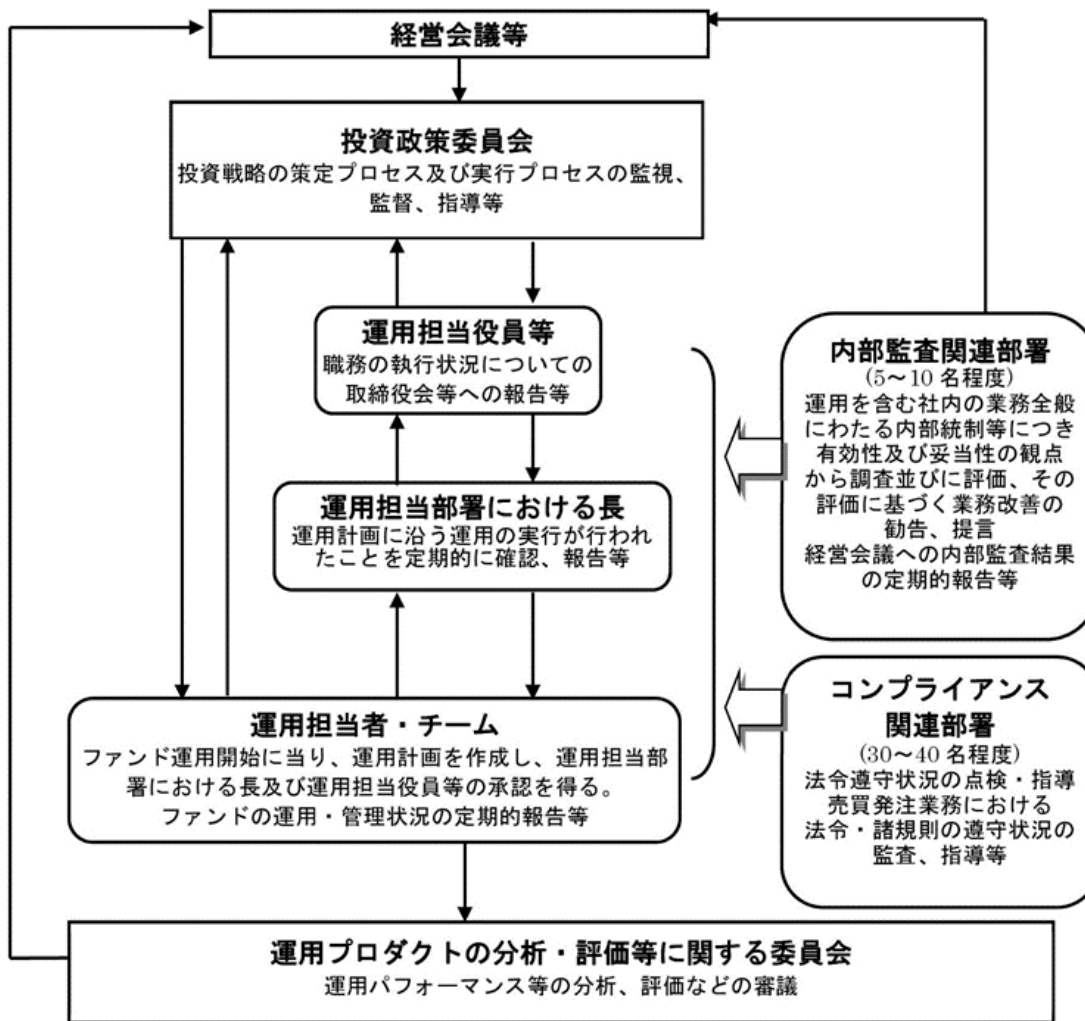 経営会議等
投資政策委員会
投資戦略の策定プロセス及び実行プロセスの監視、
監督、指導等
運用担当役員等
職務の執行状況についての
取締役会等への報告等
運用担当部署における長
運用計画に沿う運用の実行が行われ
たことを定期的に確認、報告等
運用担当者・チーム
ファンド運用開始に当り、運用計画を作成し、運用担当部
署における長及び運用担当役員等の承認を得る。
ファンドの運用・管理状況の定期的報告等
内部監査関連部署
(5～10 名程度)
運用を含む社内の業務全般
にわたる内部統制等につき
有効性及び妥当性の観点
から調査並びに評価、その
評価に基づく業務改善の
勧告、提言
経営会議への内部監査結果
の定期的報告等
コンプライアンス
関連部署
(30～40 名程度)
法令遵守状況の点検・指導
売買発注業務における
法令・諸規則の遵守状況の
監査、指導等
運用プロダクトの分析・評価等に関する委員会
運用パフォーマンス等の分析、評価などの審議